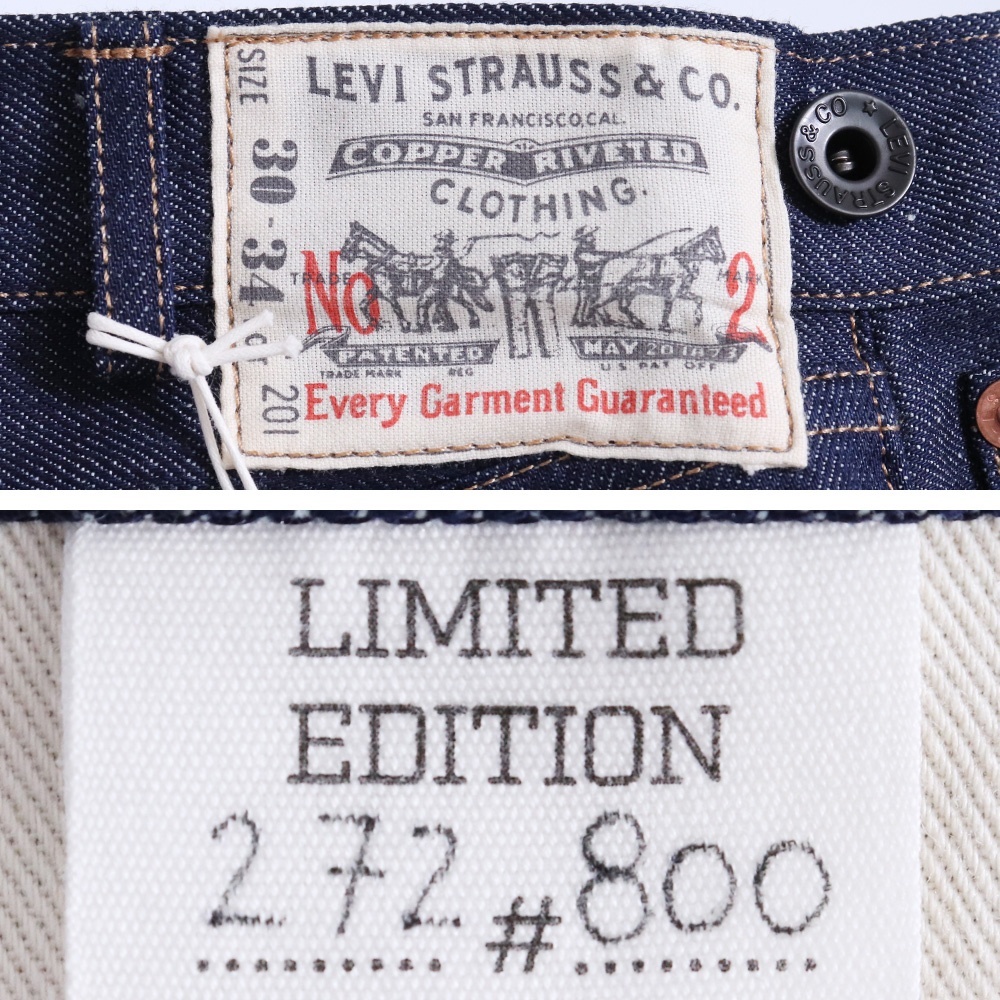 LEVI STRAUSS & CO.
SAN FRANCISCO, CAL.
COPPER RIVETED
CLOTHING.
TRADE MARK
No 2
PATENTED MAY 20 1873
TRADE MARK REG U S PAT OFF
Every Garment Guaranteed
SIZE 30-34
201
LEVI STRAUSS & CO
LIMITED
EDITION
272 # 800